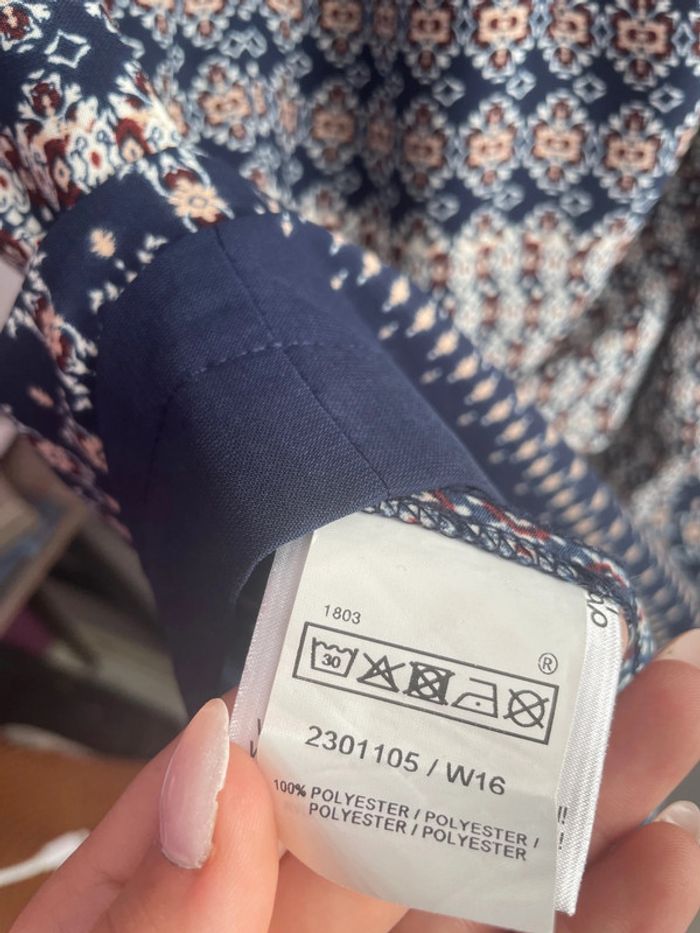 1803
®
30
2301105 / W16
100% POLYESTER / POLYESTER /
POLYESTER / POLYESTER